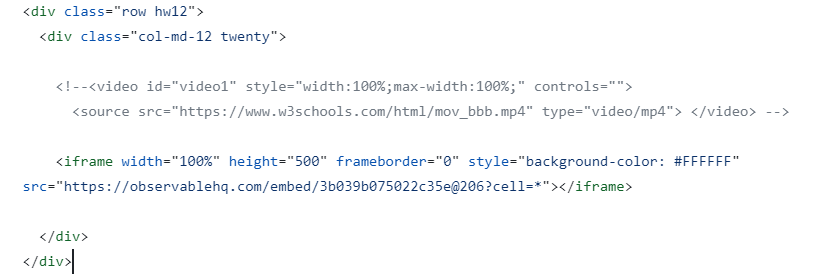 <div class="row hw12">
<div class="col-md-12 twenty">
<!--<video id="video1" style="width:100%;max-width:100%;" controls="">
<source src="https://www.w3schools.com/html/mov_bbb.mp4" type="video/mp4"> </video> -->
<iframe width="100%" height="500" frameborder="0" style="background-color: #FFFFFF"
src="https://observablehq.com/embed/3b039b075022c35e@206?cell=*"></iframe>
</div>
</div>